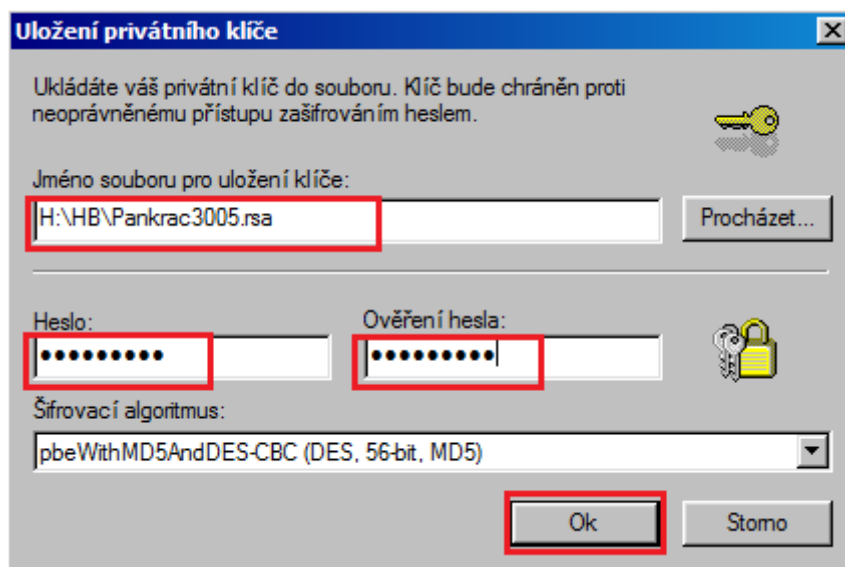 Uložení privátního klíče
Ukládáte váš privátní klíč do souboru. Klíč bude chráněn proti
neoprávněnému přístupu zašifrováním heslem.
Jméno souboru pro uložení klíče:
H:\HB\Pankrac3005.rsa
Procházet...
Heslo:
Ověření hesla:
●●●●●●●●●
●●●●●●●●●
Šifrovací algoritmus:
pbeWithMD5AndDES-CBC (DES, 56-bit, MD5)
Ok
Storno